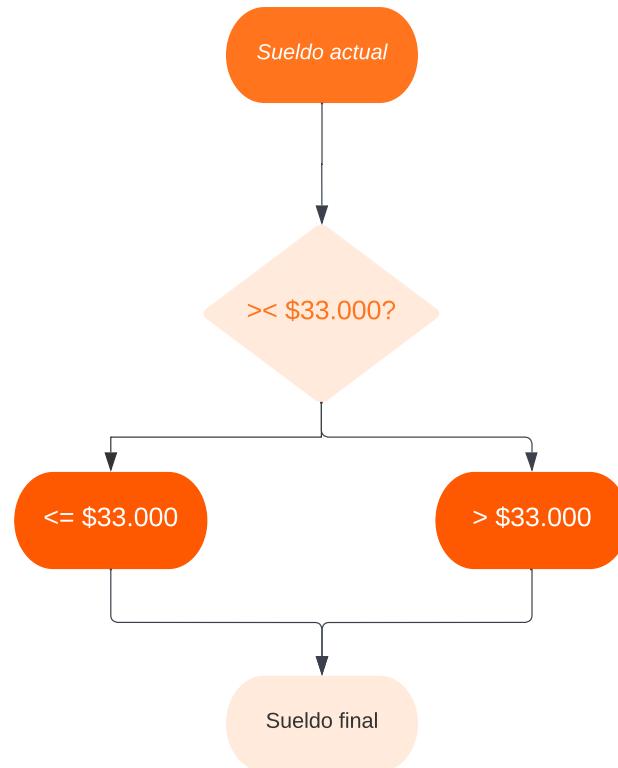 Sueldo actual
>< $33.000?
<= $33.000
> $33.000
Sueldo final